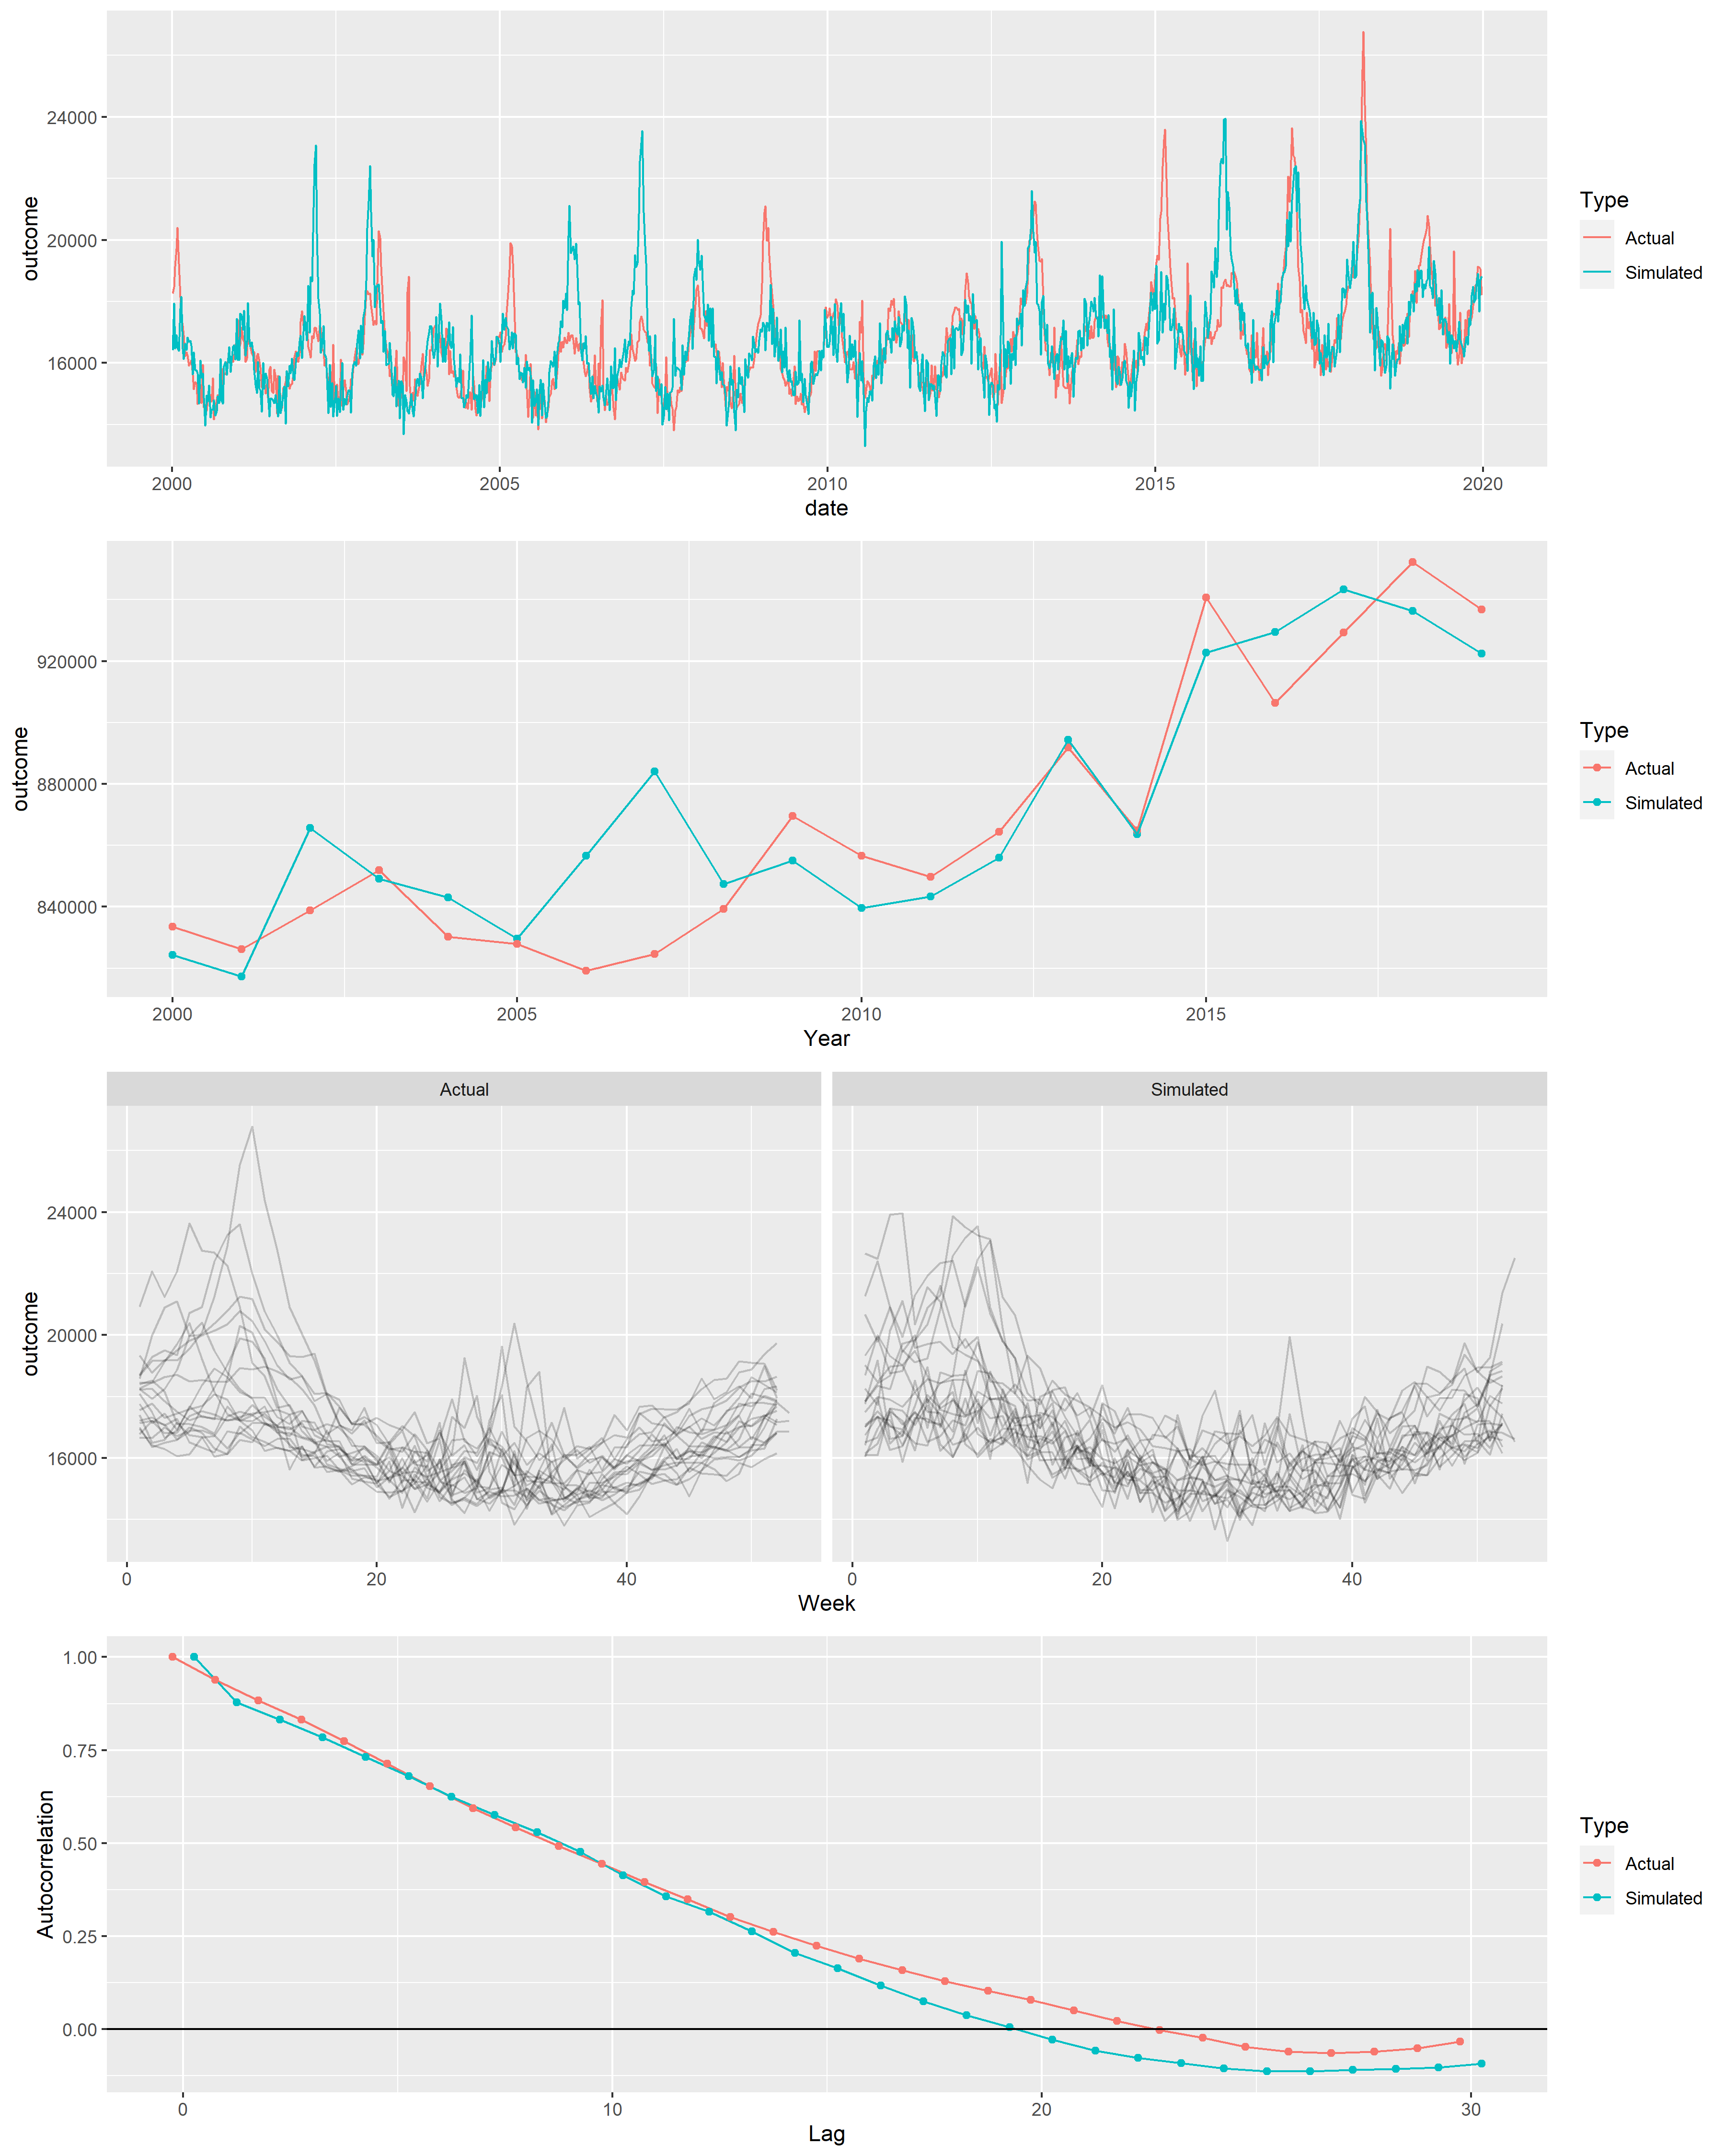 24000
20000
16000
outcome
2000
2005
2010
2015
2020
date
Type
Actual
Simulated
920000
880000
840000
outcome
2000
2005
2010
2015
Year
Type
Actual
Simulated
Actual
Simulated
24000
20000
16000
outcome
0
20
40
0
20
40
Week
1.00
0.75
0.50
0.25
0.00
Autocorrelation
0
10
20
30
Lag
Type
Actual
Simulated